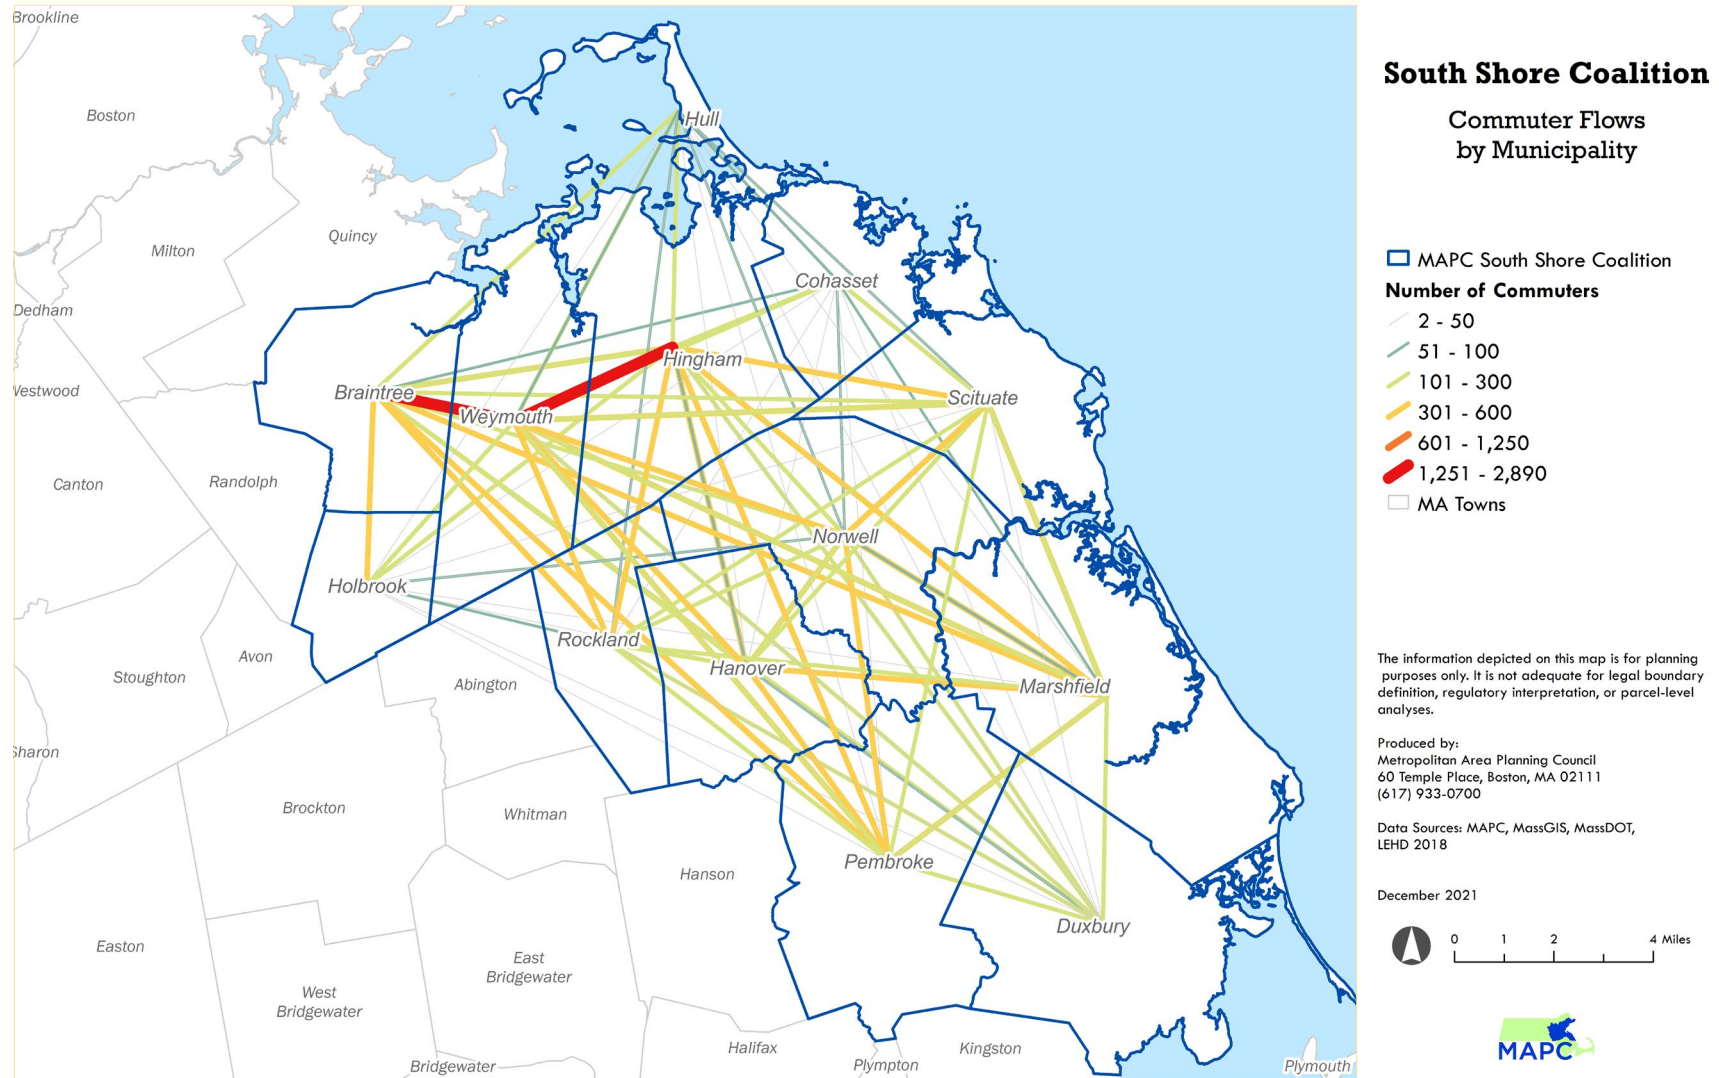 South Shore Coalition
Commuter Flows
by Municipality
MAPC South Shore Coalition
Number of Commuters
2 - 50
51 - 100
101 - 300
301 - 600
601 - 1,250
1,251 - 2,890
MA Towns
The information depicted on this map is for planning
purposes only. It is not adequate for legal boundary
definition, regulatory interpretation, or parcel-level
analyses.
Produced by:
Metropolitan Area Planning Council
60 Temple Place, Boston, MA 02111
(617) 933-0700
Data Sources: MAPC, MassGIS, MassDOT,
LEHD 2018
December 2021
0 1 2 4 Miles
MAPC
Brookline
Boston
Hull
Quincy
Milton
Cohasset
Dedham
Hingham
Westwood
Braintree
Scituate
Weymouth
Canton
Randolph
Norwell
Holbrook
Rockland
Avon
Hanover
Stoughton
Abington
Marshfield
Sharon
Brockton
Whitman
Pembroke
Hanson
Duxbury
Easton
East
Bridgewater
West
Bridgewater
Halifax
Kingston
Bridgewater
Plympton
Plymouth